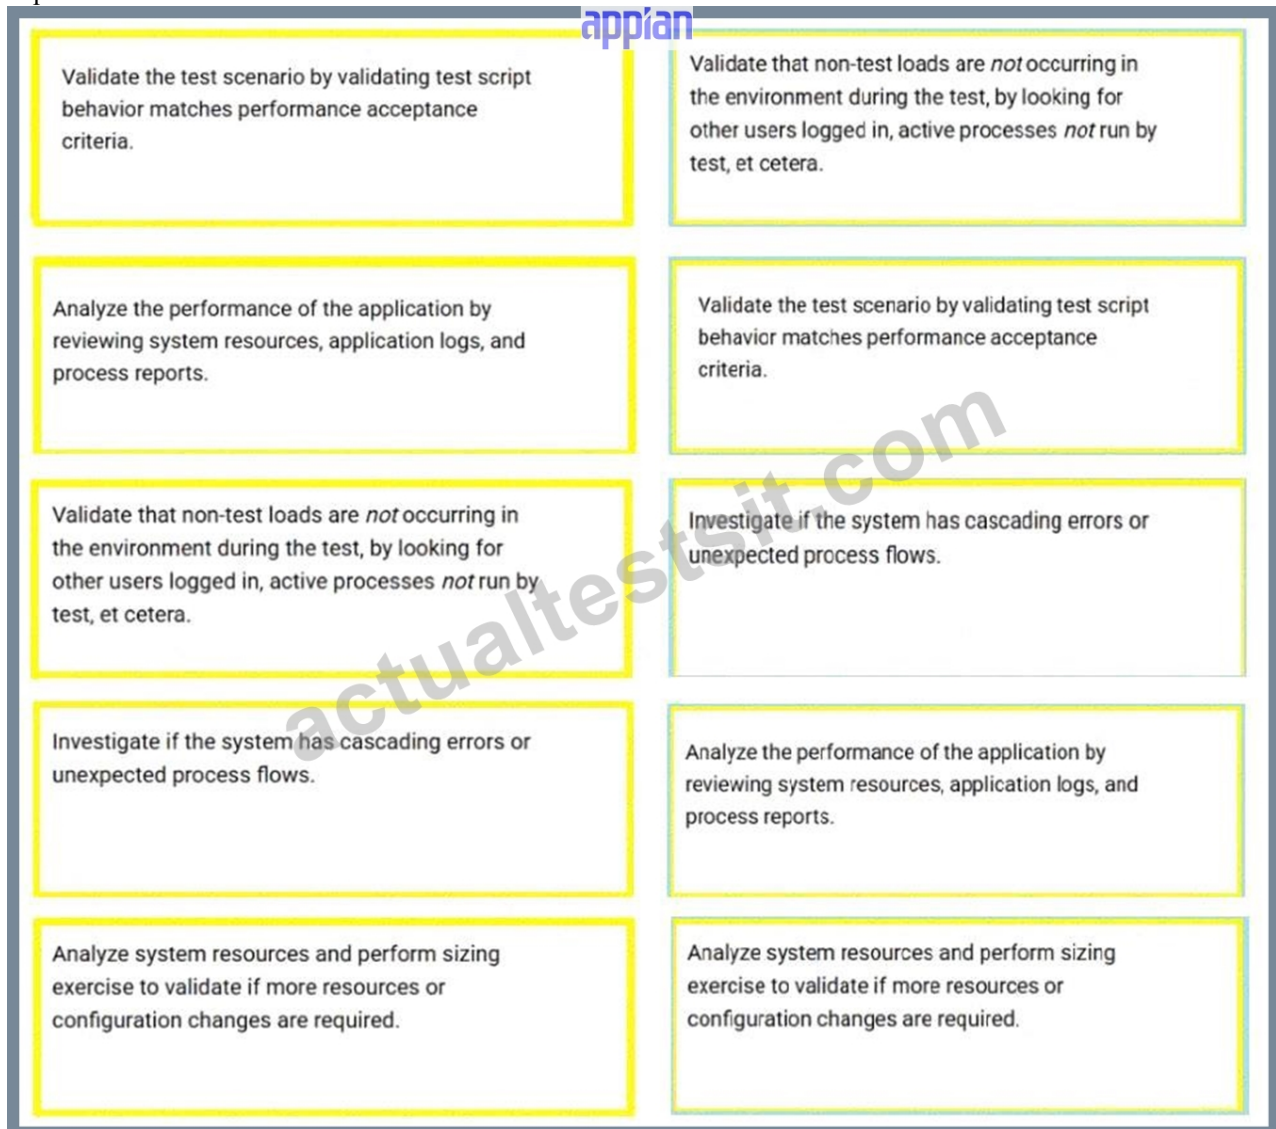 appian
Validate the test scenario by validating test script
behavior matches performance acceptance
criteria.
Validate that non-test loads are not occurring in
the environment during the test, by looking for
other users logged in, active processes not run by
test, et cetera.
Analyze the performance of the application by
reviewing system resources, application logs, and
process reports.
Validate the test scenario by validating test script
behavior matches performance acceptance
criteria.
Validate that non-test loads are not occurring in
the environment during the test, by looking for
other users logged in, active processes not run by
test, et cetera.
Investigate if the system has cascading errors or
unexpected process flows.
Investigate if the system has cascading errors or
unexpected process flows.
Analyze the performance of the application by
reviewing system resources, application logs, and
process reports.
Analyze system resources and perform sizing
exercise to validate if more resources or
configuration changes are required.
Analyze system resources and perform sizing
exercise to validate if more resources or
configuration changes are required.
actualtestsit.com